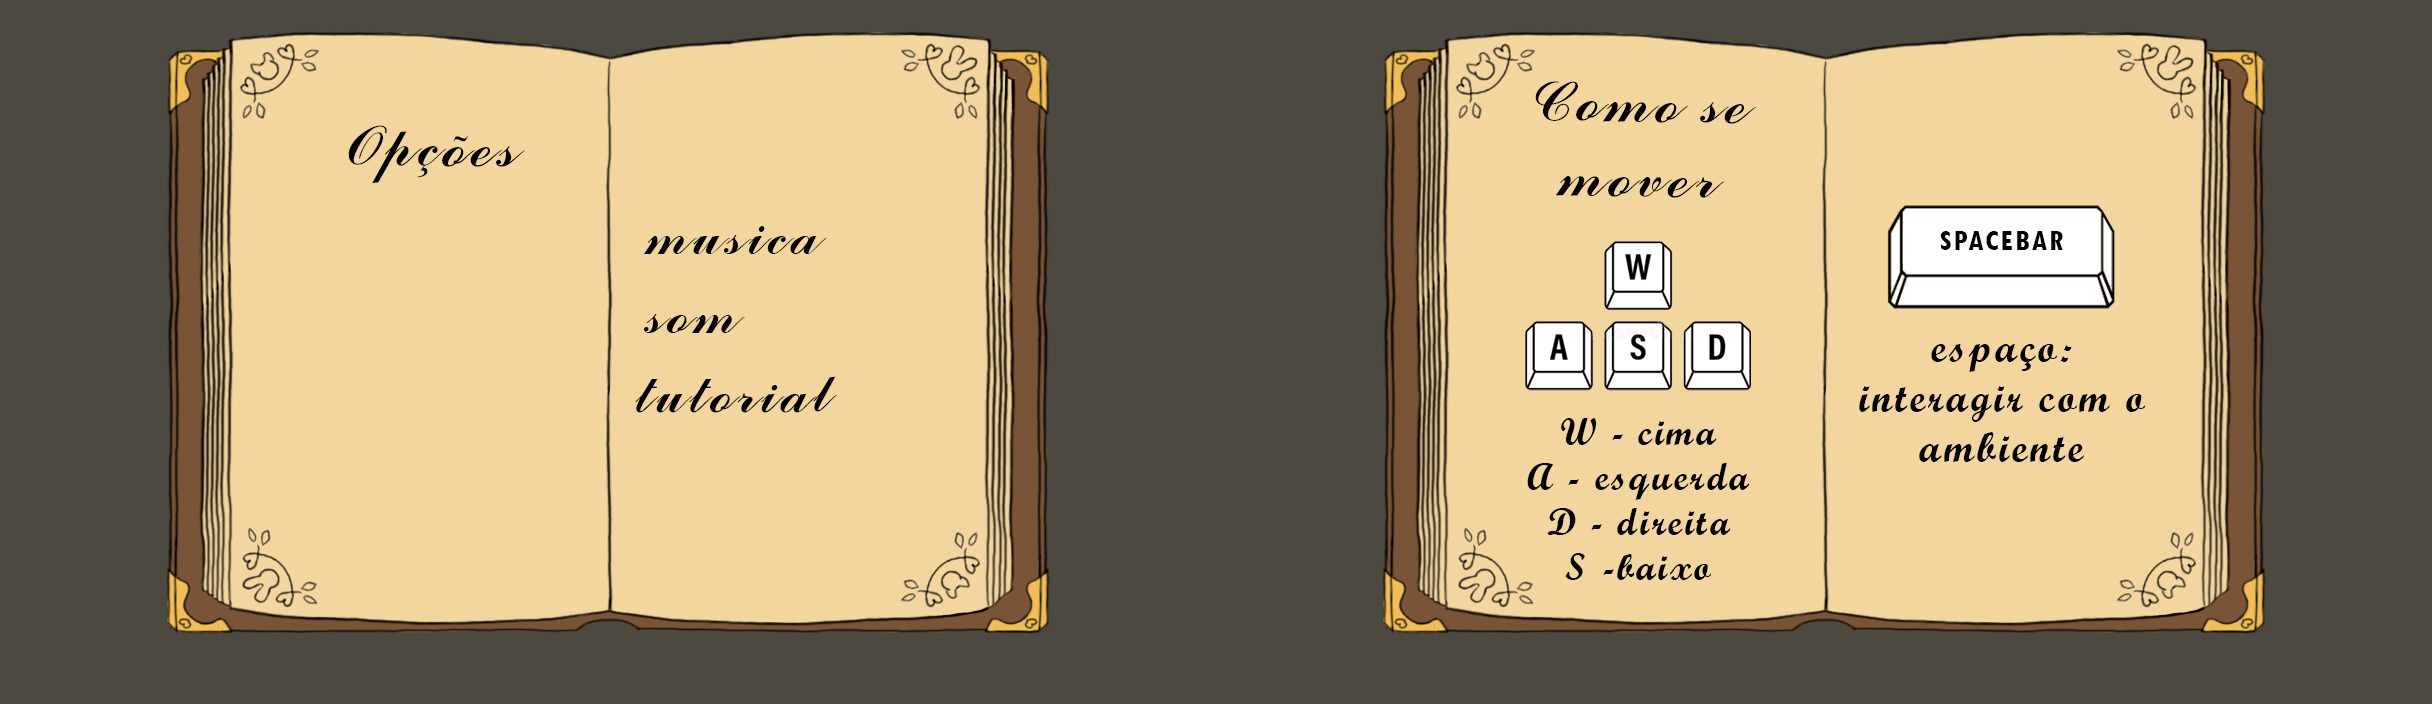 Opções
musica
som
tutorial
Como se
mover
W
A S D
W - cima
A - esquerda
D - direita
S -baixo
SPACEBAR
espaço:
interagir com o
ambiente